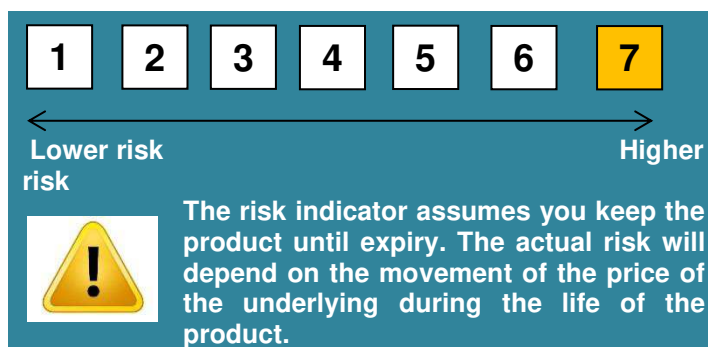 1 2 3 4 5 6 7
Lower risk Higher
risk
The risk indicator assumes you keep the
product until expiry. The actual risk will
depend on the movement of the price of
the underlying during the life of the
product.